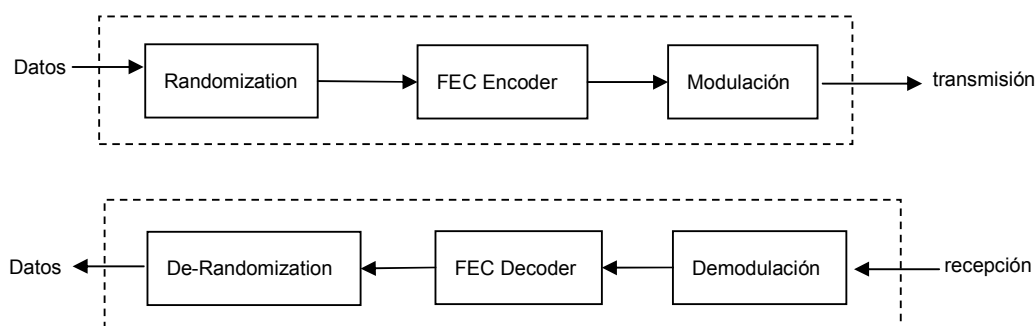 Datos
Randomization
FEC Encoder
Modulación
transmisión
Datos
De-Randomization
FEC Decoder
Demodulación
recepción